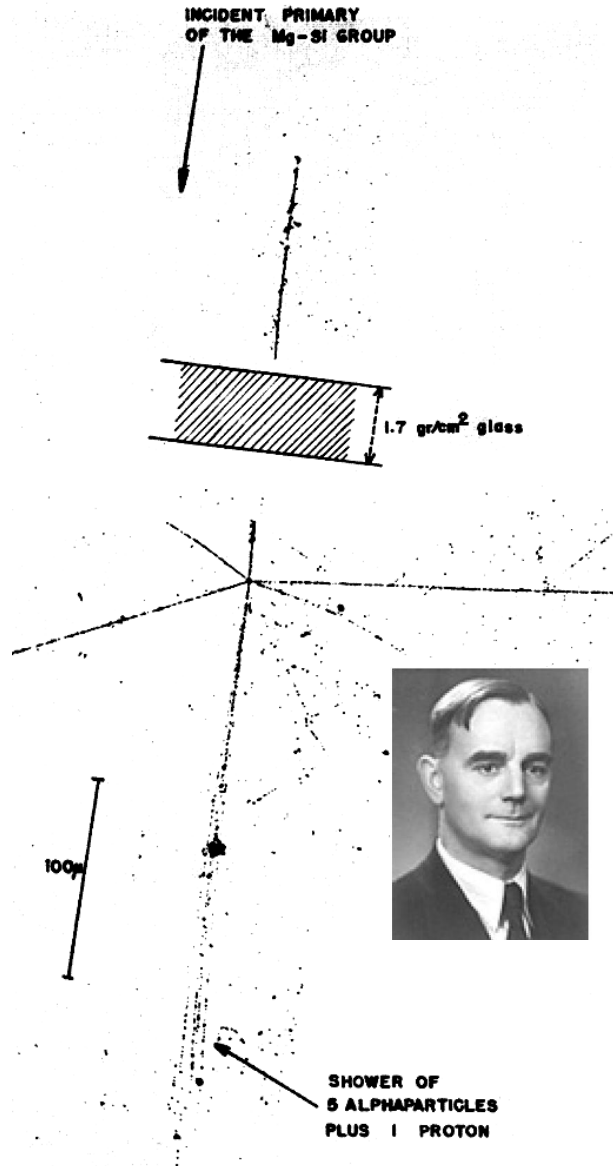 INCIDENT PRIMARY
OF THE Mg-Si GROUP
1.7 gr/cm² glass
100μ
SHOWER OF
5 ALPHAPARTICLES
PLUS 1 PROTON